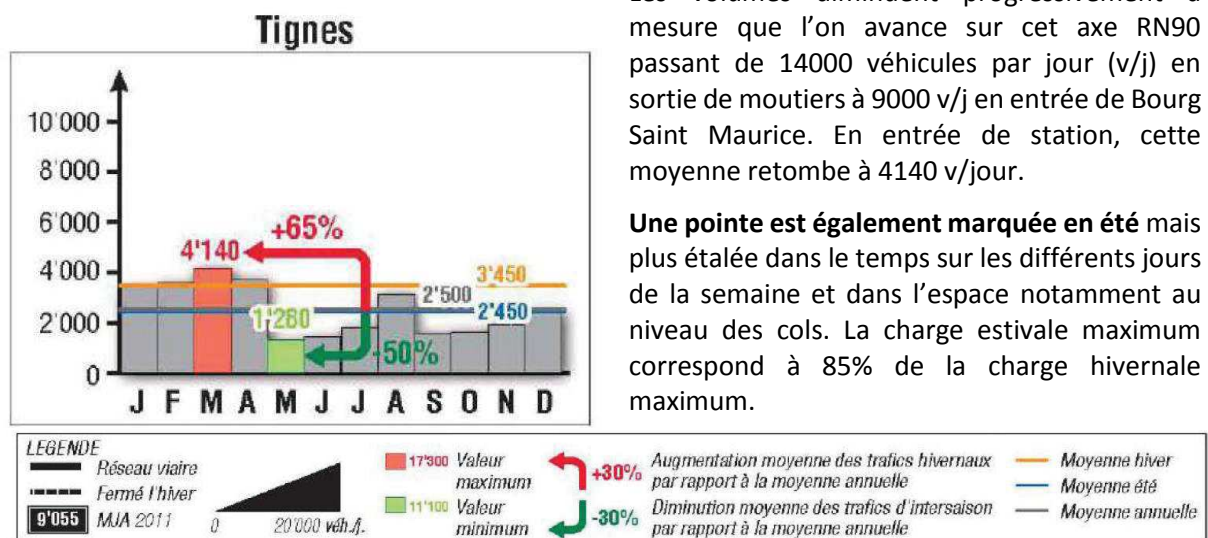 Tignes
10'000
8'000
6'000
4'000
2'000
0
+65%
4'140
3'450
2'500
2'450
1'280
-50%
J F M A M J J A S O N D
mesure que l’on avance sur cet axe RN90
passant de 14000 véhicules par jour (v/j) en
sortie de moutiers à 9000 v/j en entrée de Bourg
Saint Maurice. En entrée de station, cette
moyenne retombe à 4140 v/jour.
Une pointe est également marquée en été mais
plus étalée dans le temps sur les différents jours
de la semaine et dans l’espace notamment au
niveau des cols. La charge estivale maximum
correspond à 85% de la charge hivernale
maximum.
LEGENDE
Réseau viaire
Fermé l'hiver
9'055 MJA 2011
0 20'000 véh./j.
17'300 Valeur
maximum
11'100 Valeur
minimum
+30% Augmentation moyenne des trafics hivernaux
par rapport à la moyenne annuelle
-30% Diminution moyenne des trafics d'intersaison
par rapport à la moyenne annuelle
Moyenne hiver
Moyenne été
Moyenne annuelle